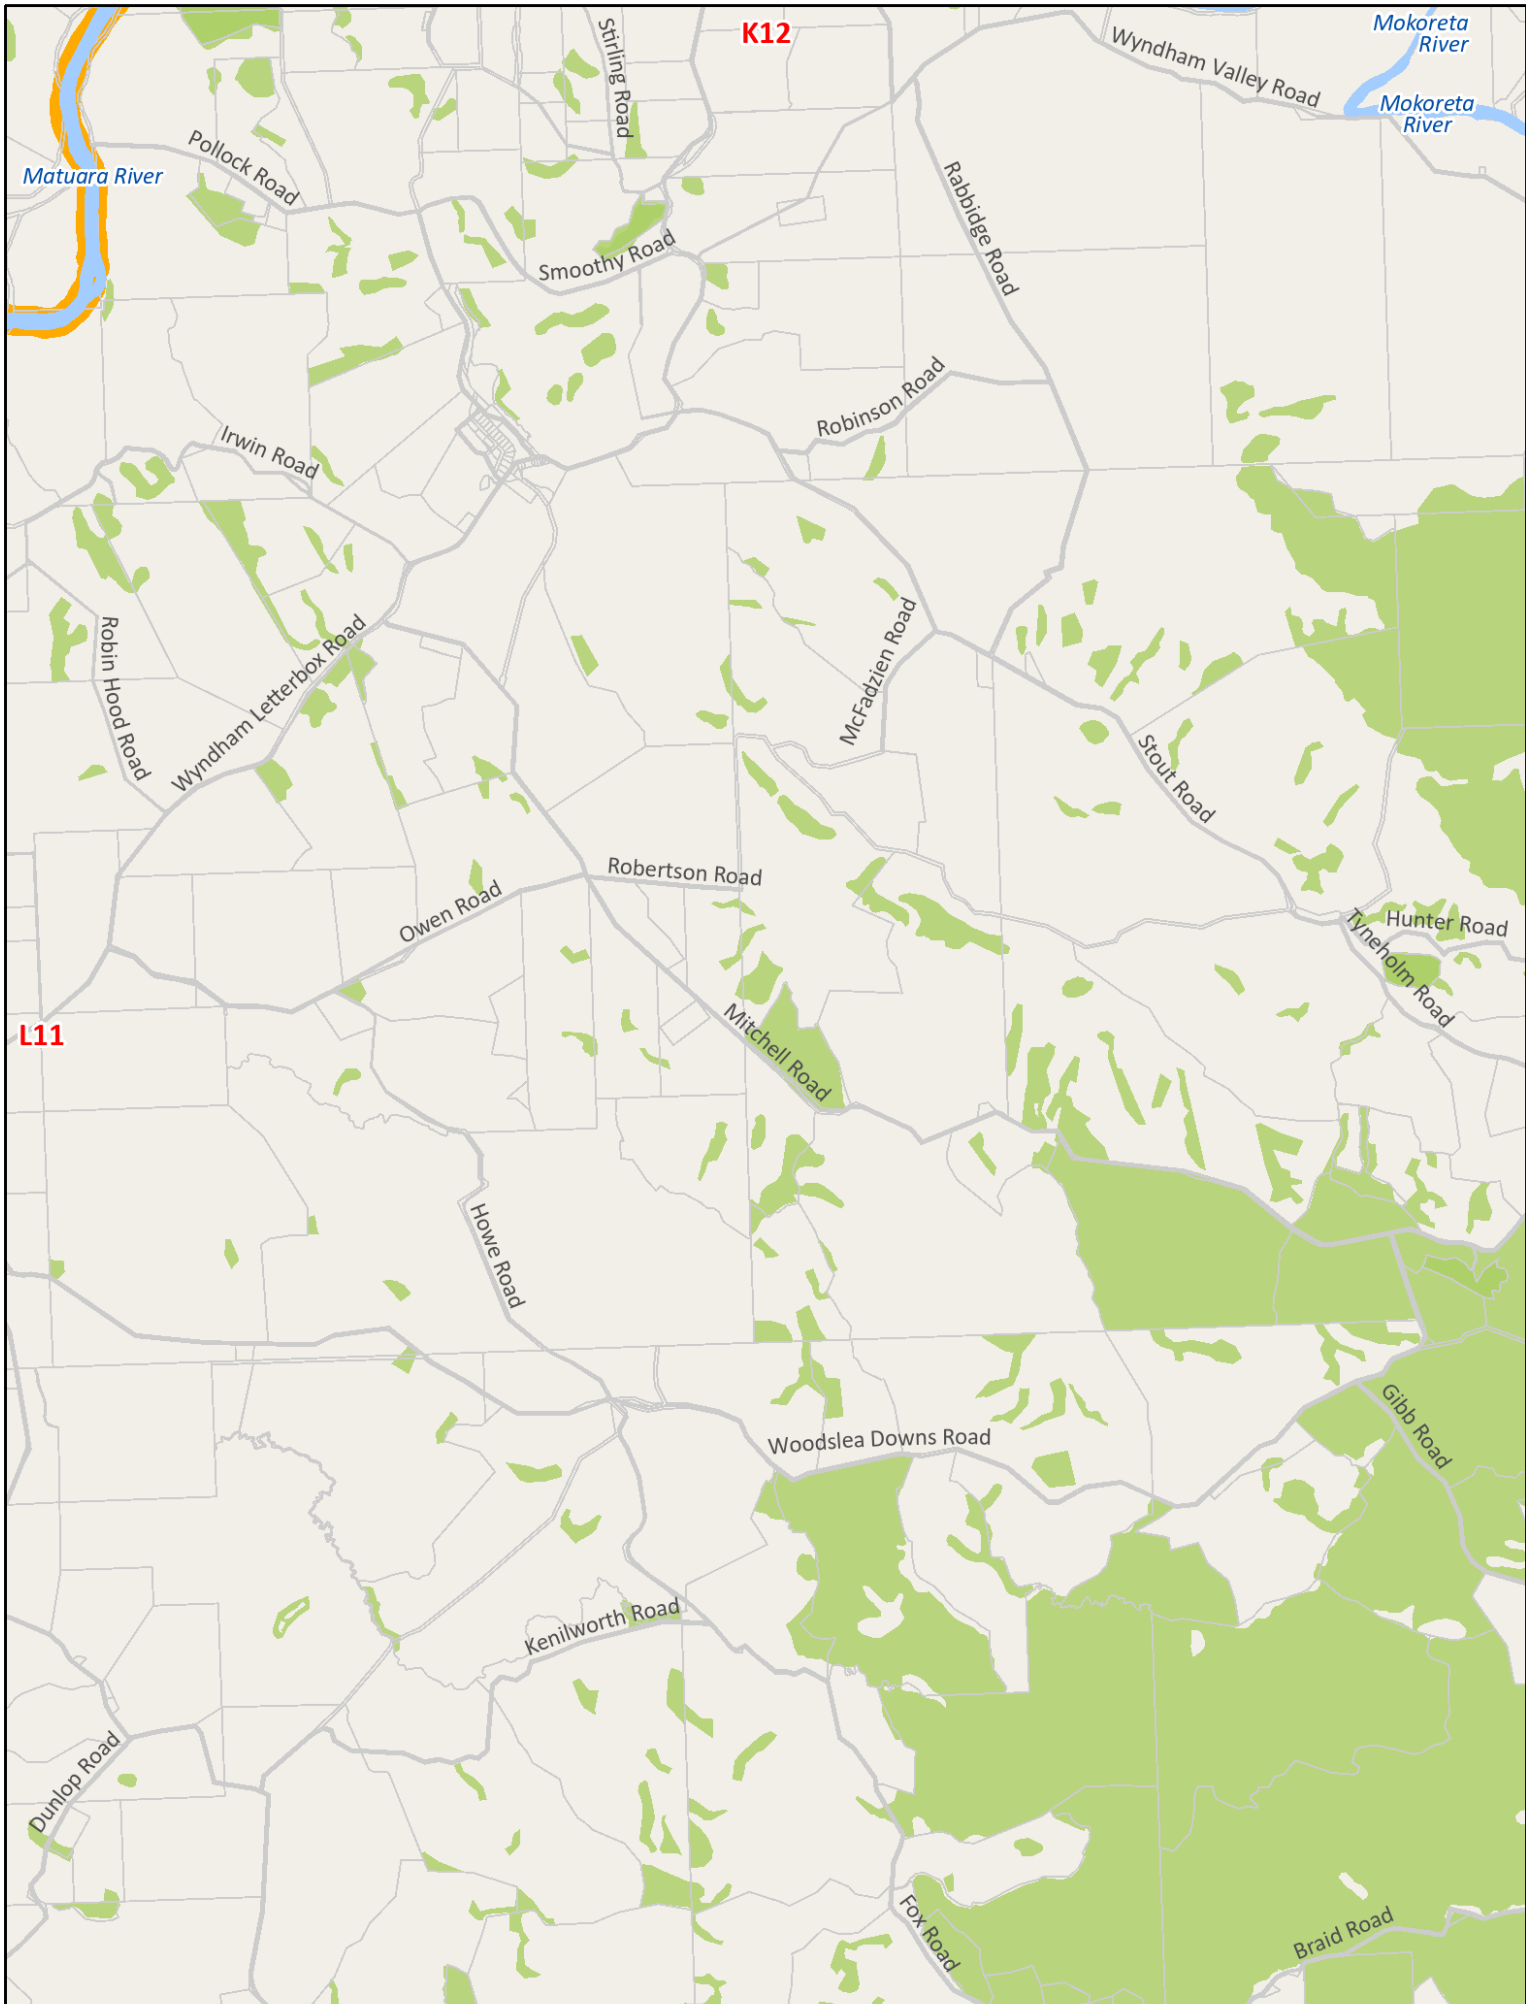 K12
Mokoreta
River
Wyndham Valley Road
Stirling Road
Mokoreta
River
Pollock Road
Matuara River
Rabbidge Road
Smoothy Road
Robinson Road
Irwin Road
McFadzien Road
Robin Hood Road
Wyndham Letterbox Road
Stout Road
Robertson Road
Owen Road
Hunter Road
Tyneholm Road
L11
Mitchell Road
Howe Road
Woodslea Downs Road
Gibb Road
Kenilworth Road
Dunlop Road
Fox Road
Braid Road